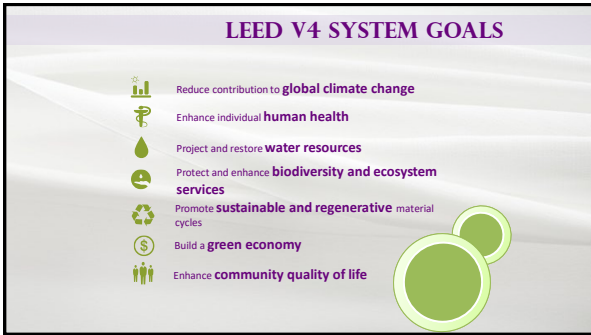 LEED V4 SYSTEM GOALS
Reduce contribution to global climate change
Enhance individual human health
Project and restore water resources
Protect and enhance biodiversity and ecosystem
services
Promote sustainable and regenerative material
cycles
$
Build a green economy
Enhance community quality of life